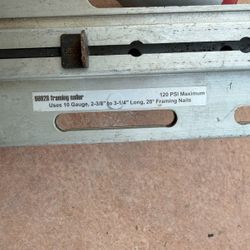 98826 framing nailer 120 PSI Maximum
Uses 10 Gauge, 2-3/8" to 3-1/4" Long, 28° Framing Nails